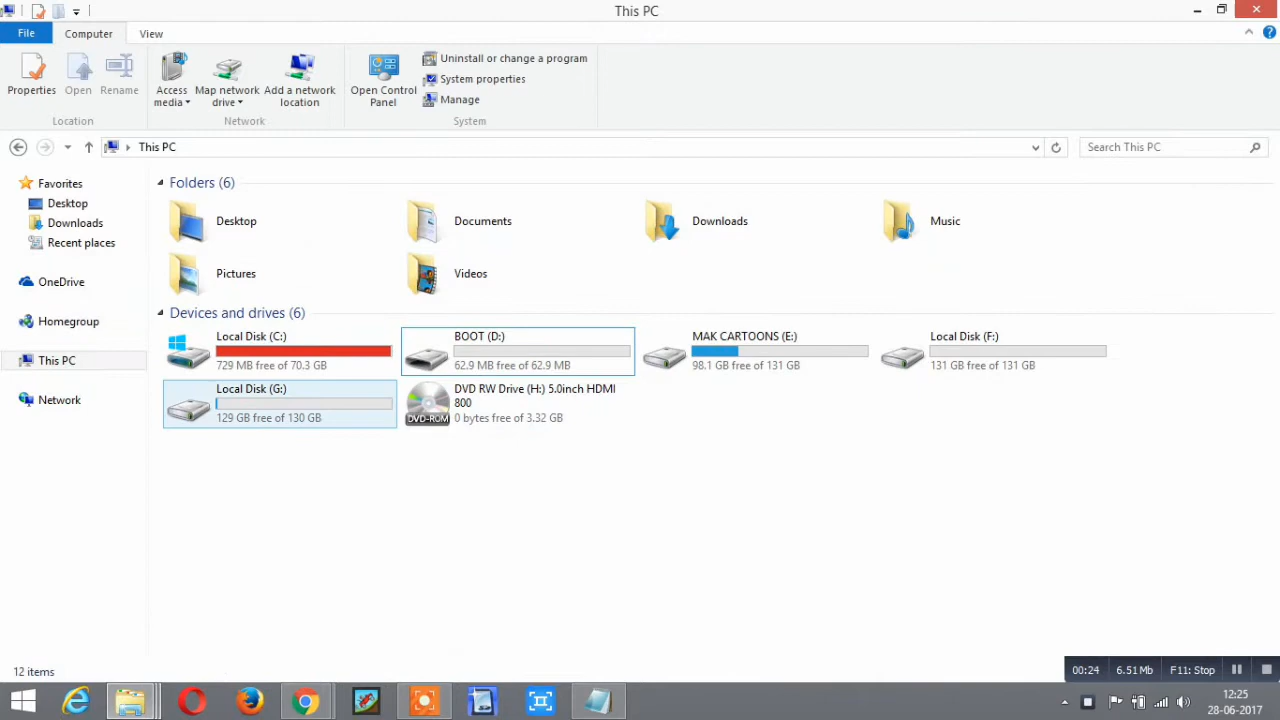 This PC
File
Computer
View
Properties
Open
Rename
Access media
Map network drive
Add a network location
Open Control Panel
Uninstall or change a program
System properties
Manage
Location
Network
System
This PC
Search This PC
Favorites
Desktop
Downloads
Recent places
OneDrive
Homegroup
This PC
Network
Folders (6)
Desktop
Documents
Downloads
Music
Pictures
Videos
Devices and drives (6)
Local Disk (C:)
729 MB free of 70.3 GB
BOOT (D:)
62.9 MB free of 62.9 MB
MAK CARTOONS (E:)
98.1 GB free of 131 GB
Local Disk (F:)
131 GB free of 131 GB
Local Disk (G:)
129 GB free of 130 GB
DVD RW Drive (H:) 5.0inch HDMI
800
0 bytes free of 3.32 GB
DVD-ROM
12 items
00:24
6.51 Mb
F11: Stop
12:25
28-06-2017